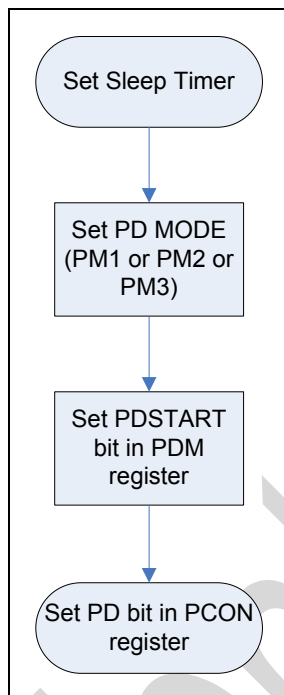 Set Sleep Timer
Set PD MODE
(PM1 or PM2 or
PM3)
Set PDSTART
bit in PDM
register
Set PD bit in PCON
register